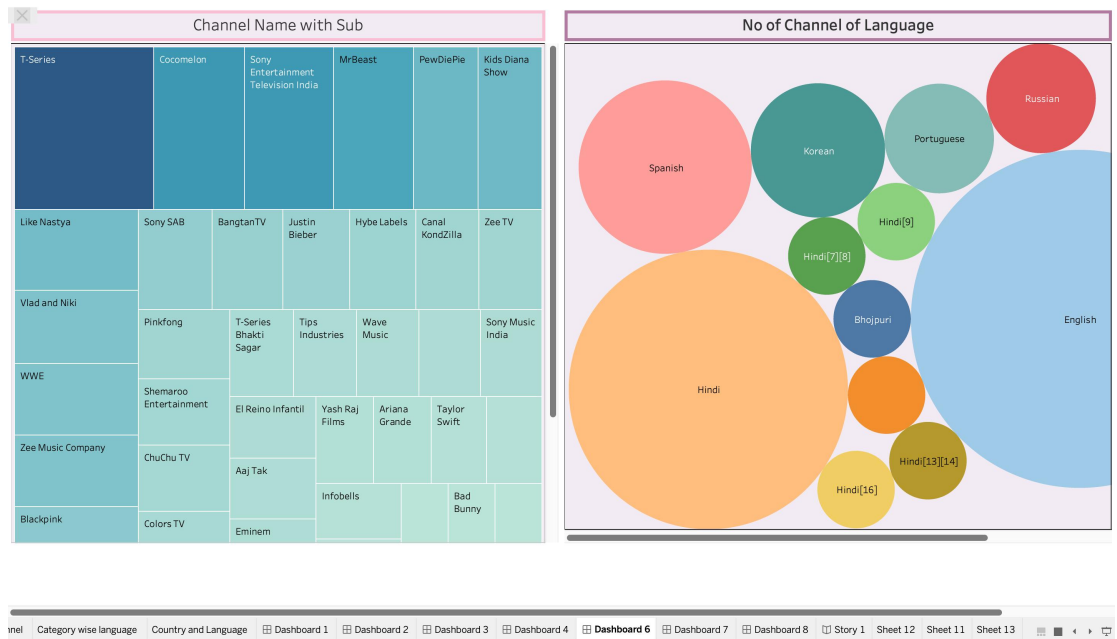 Channel Name with Sub
No of Channel of Language
T-Series
Cocomelon
Sony
Entertainment
Television India
MrBeast
PewDiePie
Kids Diana
Show
Like Nastya
Vlad and Niki
WWE
Zee Music Company
Blackpink
Sony SAB
BangtanTV
Justin
Bieber
Hybe Labels
Canal
KondZilla
Zee TV
Pinkfong
Shemaroo
Entertainment
ChuChu TV
Colors TV
T-Series
Bhakti
Sagar
Tips
Industries
Wave
Music
Sony Music
India
El Reino Infantil
Aaj Tak
Eminem
Yash Raj
Films
Ariana
Grande
Taylor
Swift
Infobells
Bad
Bunny
Spanish
Korean
Portuguese
Russian
Hindi[9]
Hindi[7][8]
Bhojpuri
English
Hindi
Hindi[13][14]
Hindi[16]
nnel Category wise language Country and Language Dashboard 1 Dashboard 2 Dashboard 3 Dashboard 4 Dashboard 6 Dashboard 7 Dashboard 8 Story 1 Sheet 12 Sheet 11 Sheet 13